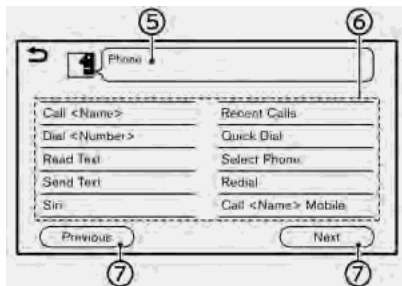 ⑤ ⑥
Phone
Call <Name> Recent Calls
Dial <Number> Quick Dial
Read Text Select Phone
Send Text Redial
Siri Call <Name> Mobile
Previous Next
⑦ ⑦